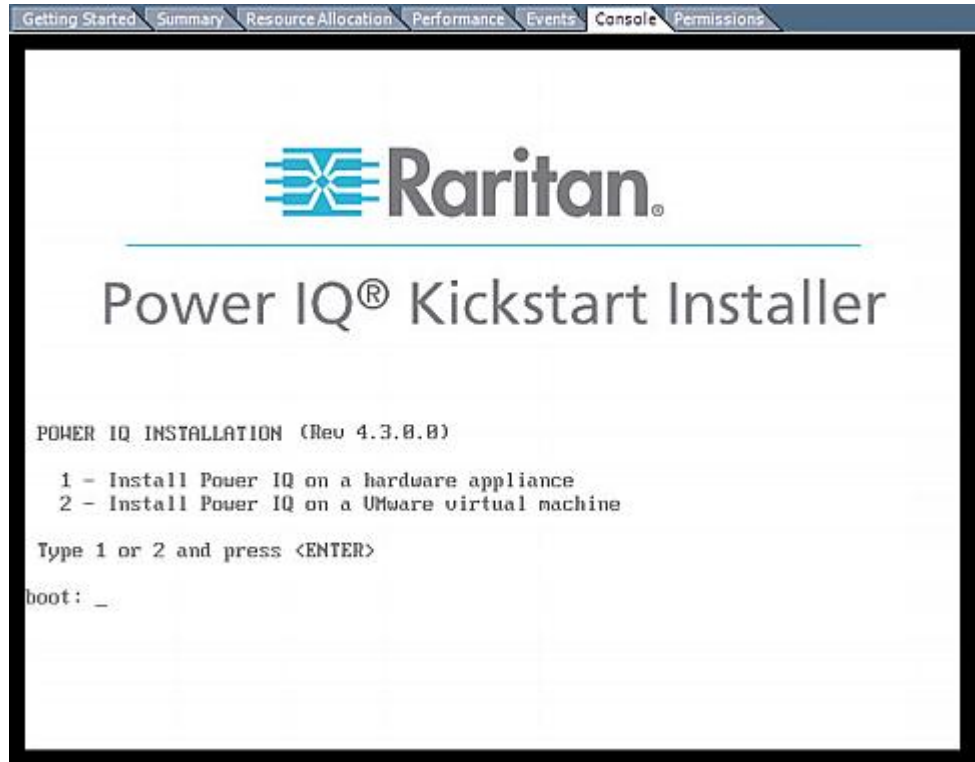 Getting Started Summary Resource Allocation Performance Events Console Permissions
Raritan®
Power IQ® Kickstart Installer
POWER IQ INSTALLATION (Rev 4.3.0.0)
1 - Install Power IQ on a hardware appliance
2 - Install Power IQ on a VMware virtual machine
Type 1 or 2 and press <ENTER>
boot: _